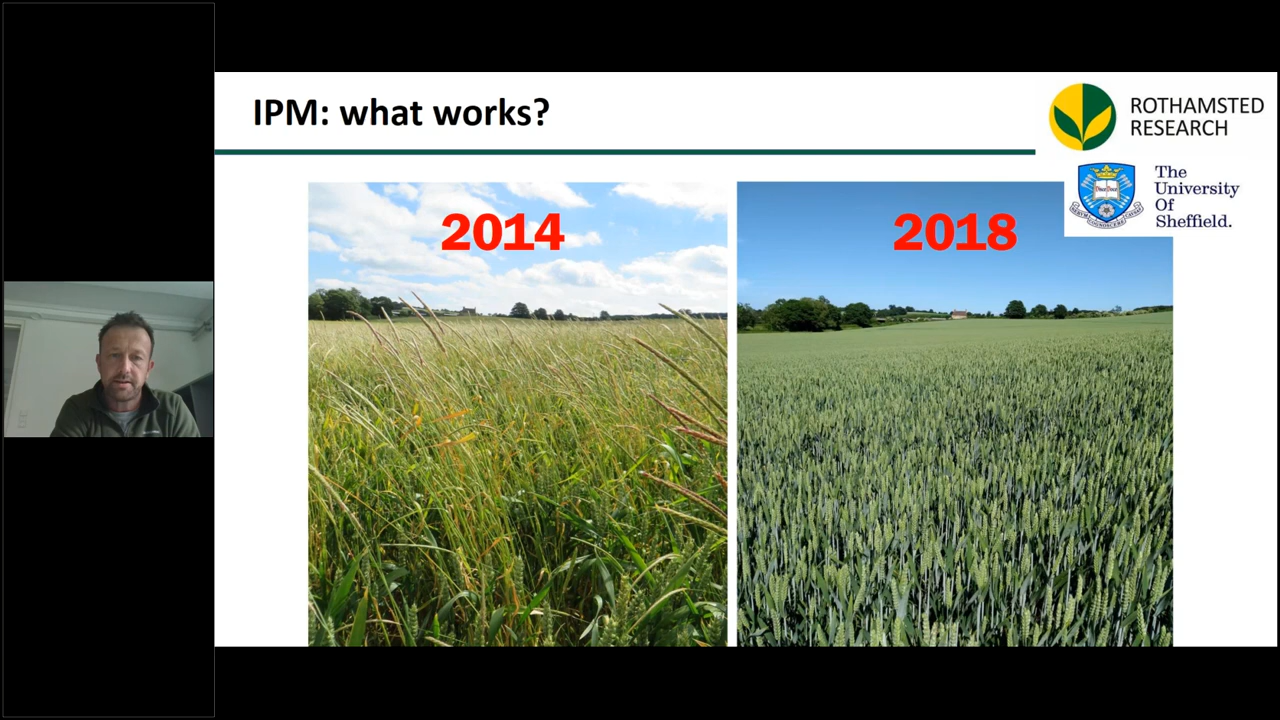 IPM: what works?
ROTHAMSTED
RESEARCH
The
University
Of
Sheffield.
2014
2018